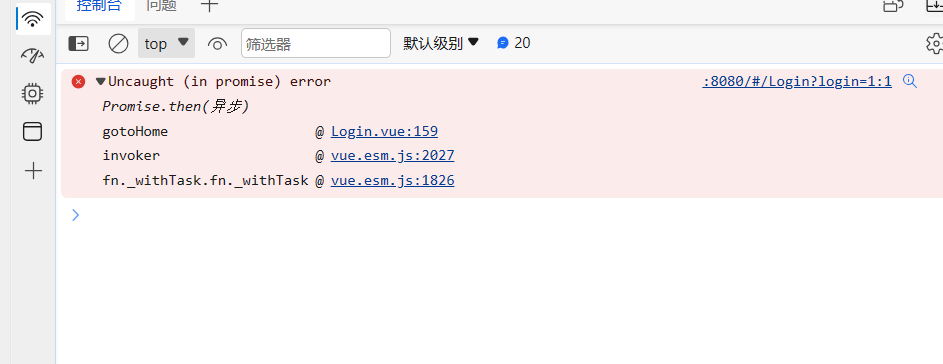 控制台 问题
top 筛选器 默认级别 20
Uncaught (in promise) error :8080/#/Login?login=1:1
Promise.then(异步)
gotoHome @ Login.vue:159
invoker @ vue.esm.js:2027
fn._withTask.fn._withTask @ vue.esm.js:1826